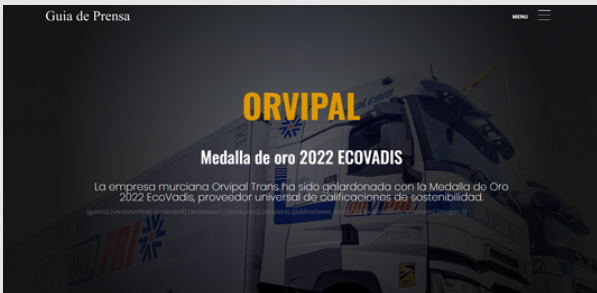 Guia de Prensa
MENU
ORVIPAL
Medalla de oro 2022 ECOVADIS
La empresa murciana Orvipal Trans ha sido galardonada con la Medalla de Oro
2022 EcoVadis, proveedor universal de calificaciones de sostenibilidad.